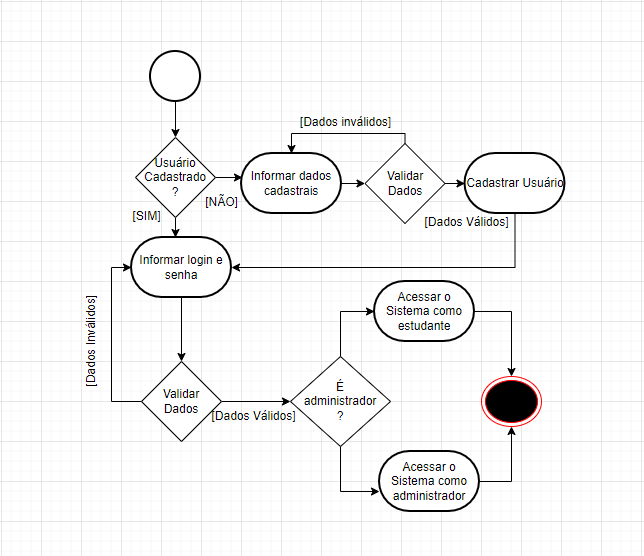 [Dados inválidos]
Usuário
Cadastrado
?
Informar dados
cadastrais
Validar
Dados
Cadastrar Usuário
[NÃO]
[SIM]
[Dados Válidos]
Informar login e
senha
[Dados Inválidos]
Acessar o
Sistema como
estudante
Validar
Dados
[Dados Válidos]
É
administrador
?
Acessar o
Sistema como
administrador